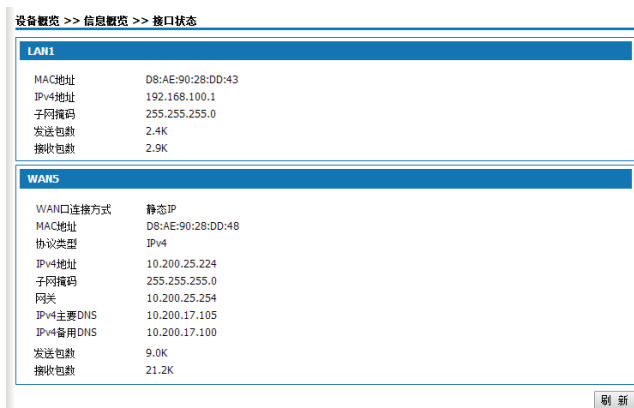 设备概览 >> 信息概览 >> 接口状态
LAN1
MAC地址 D8:AE:90:28:DD:43
IPv4地址 192.168.100.1
子网掩码 255.255.255.0
发送包数 2.4K
接收包数 2.9K
WAN5
WAN口连接方式 静态IP
MAC地址 D8:AE:90:28:DD:48
协议类型 IPv4
IPv4地址 10.200.25.224
子网掩码 255.255.255.0
网关 10.200.25.254
IPv4主要DNS 10.200.17.105
IPv4备用DNS 10.200.17.100
发送包数 9.0K
接收包数 21.2K
刷 新